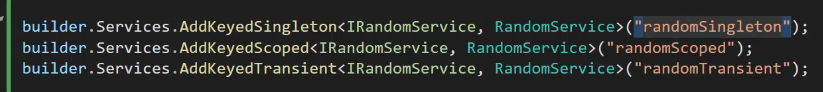 builder.Services.AddKeyedSingleton<IRandomService, RandomService>("randomSingleton");
builder.Services.AddKeyedScoped<IRandomService, RandomService>("randomScoped");
builder.Services.AddKeyedTransient<IRandomService, RandomService>("randomTransient");